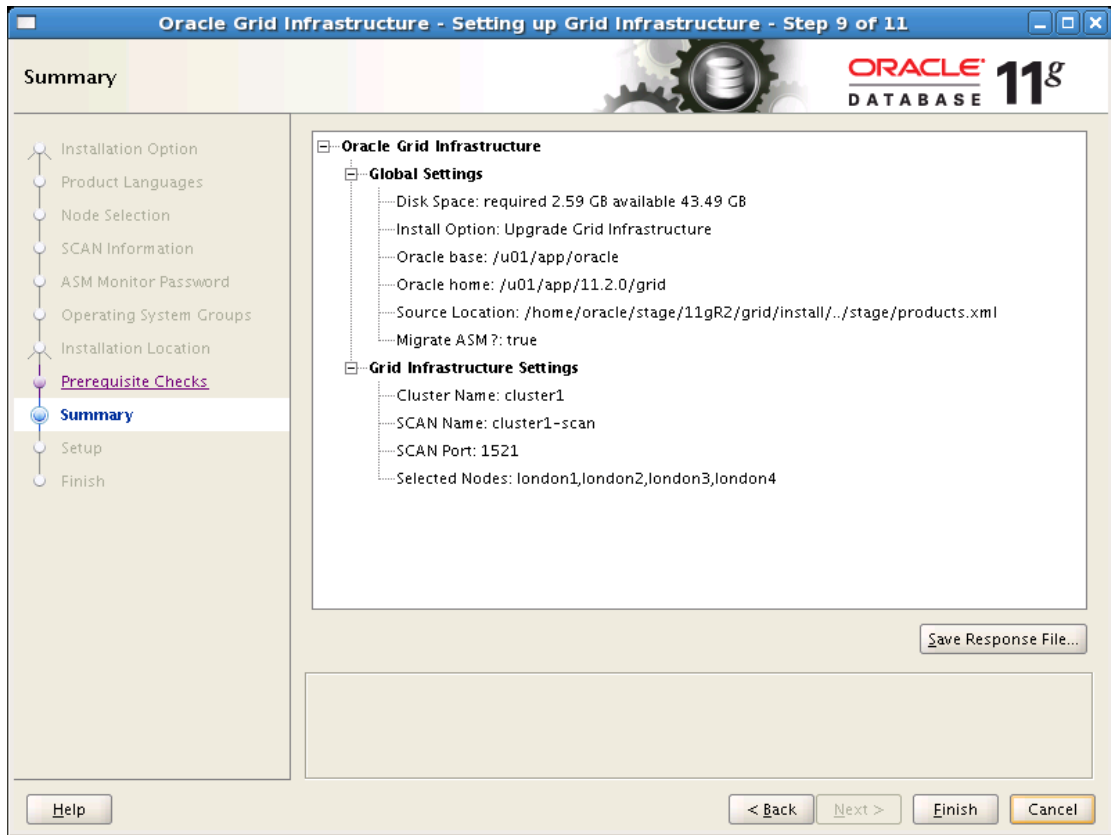 Oracle Grid Infrastructure - Setting up Grid Infrastructure - Step 9 of 11
Summary
ORACLE
DATABASE
11g
Installation Option
Product Languages
Node Selection
SCAN Information
ASM Monitor Password
Operating System Groups
Installation Location
Prerequisite Checks
Summary
Setup
Finish
Oracle Grid Infrastructure
Global Settings
Disk Space: required 2.59 GB available 43.49 GB
Install Option: Upgrade Grid Infrastructure
Oracle base: /u01/app/oracle
Oracle home: /u01/app/11.2.0/grid
Source Location: /home/oracle/stage/11gR2/grid/install/../stage/products.xml
Migrate ASM ?: true
Grid Infrastructure Settings
Cluster Name: cluster1
SCAN Name: cluster1-scan
SCAN Port: 1521
Selected Nodes: london1,london2,london3,london4
Save Response File...
Help
< Back
Next >
Finish
Cancel